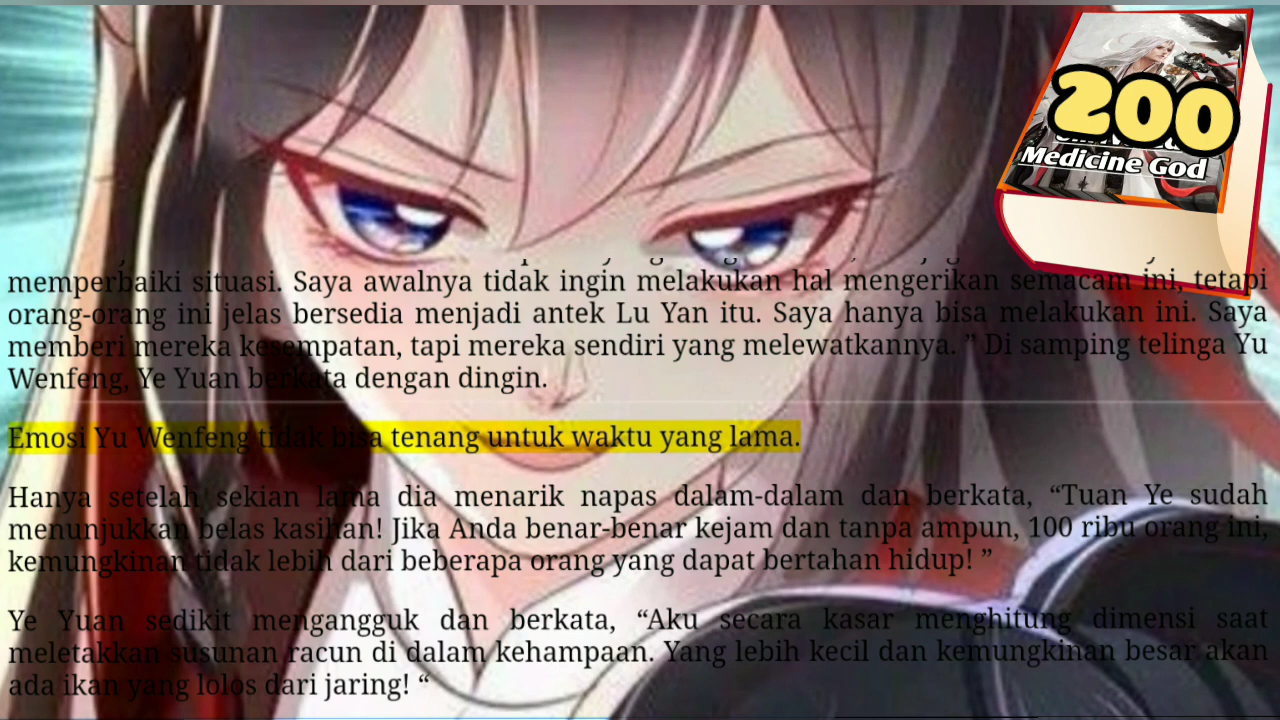 200
Medicine God
memperbaiki situasi. Saya awalnya tidak ingin melakukan hal mengerikan semacam ini, tetapi
orang-orang ini jelas bersedia menjadi antek Lu Yan itu. Saya hanya bisa melakukan ini. Saya
memberi mereka kesempatan, tapi mereka sendiri yang melewatkannya. ” Di samping telinga Yu
Wenfeng, Ye Yuan berkata dengan dingin.
Emosi Yu Wenfeng tidak bisa tenang untuk waktu yang lama.
Hanya setelah sekian lama dia menarik napas dalam-dalam dan berkata, “Tuan Ye sudah
menunjukkan belas kasihan! Jika Anda benar-benar kejam dan tanpa ampun, 100 ribu orang ini,
kemungkinan tidak lebih dari beberapa orang yang dapat bertahan hidup! ”
Ye Yuan sedikit mengangguk dan berkata, “Aku secara kasar menghitung dimensi saat
meletakkan susunan racun di dalam kehampaan. Yang lebih kecil dan kemungkinan besar akan
ada ikan yang lolos dari jaring! “